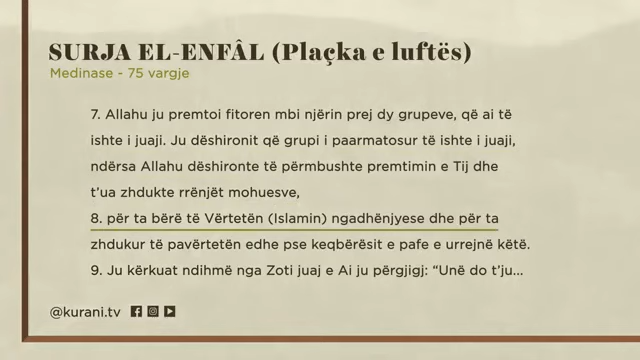 SURJA EL-ENFÂL (Plaçka e luftës)
Medinase - 75 vargje
7. Allahu ju premtoi fitoren mbi njërin prej dy grupeve, që ai të
ishte i juaji. Ju dëshironit që grupi i paarmatosur të ishte i juaji,
ndërsa Allahu dëshironte të përmbushte premtimin e Tij dhe
t’ua zhdukte rrënjët mohuesve,
8. për ta bërë të Vërtetën (Islamin) ngadhënjyese dhe për ta
zhdukur të pavërtetën edhe pse keqbërësit e pafe e urrejnë këtë.
9. Ju kërkuat ndihmë nga Zoti juaj e Ai ju përgjigj: “Unë do t’ju...
@kurani.tv